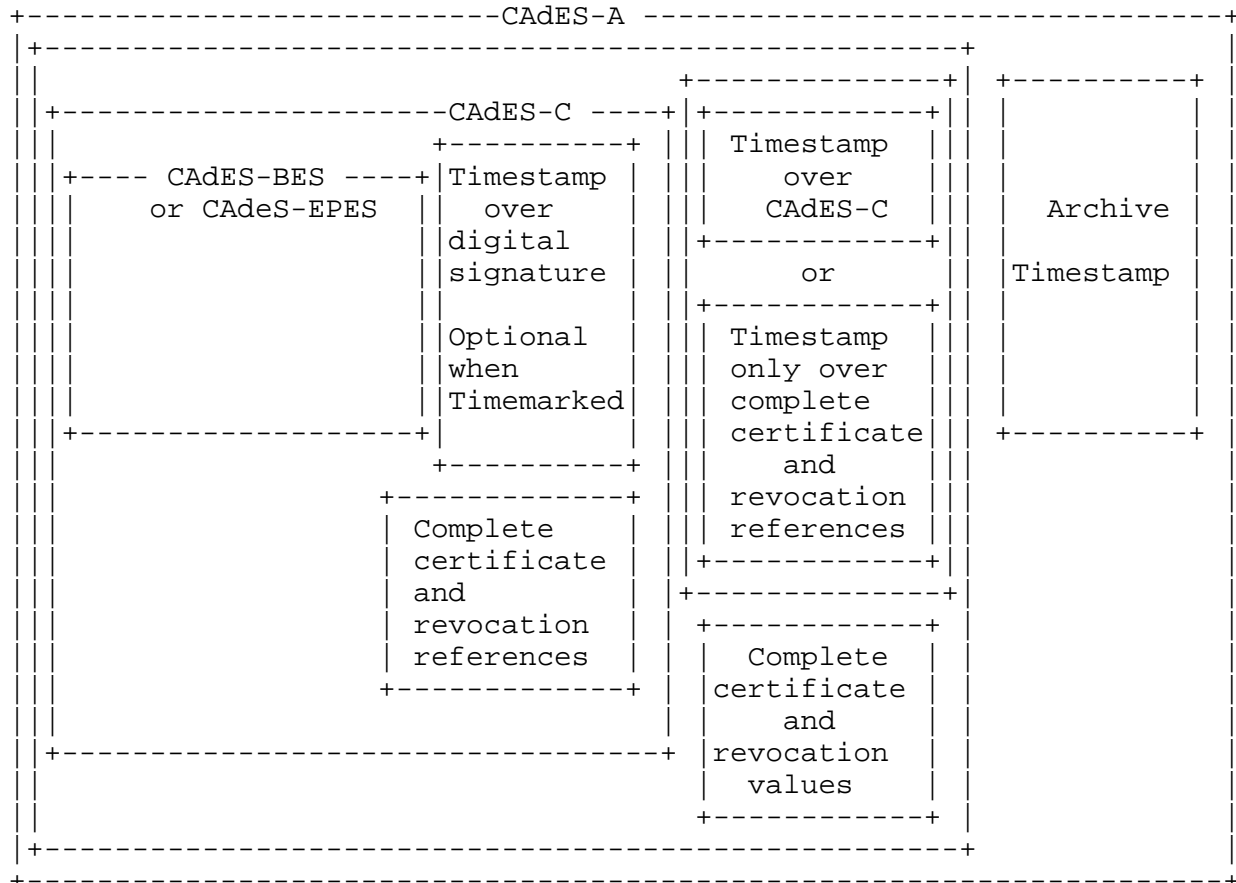 CAdES-A
CAdES-C
CAdES-BES
or CAdeS-EPES
Timestamp
over
digital
signature
Optional
when
Timemarked
Complete
certificate
and
revocation
references
Timestamp
over
CAdES-C
or
Timestamp
only over
complete
certificate
and
revocation
references
Complete
certificate
and
revocation
values
Archive
Timestamp